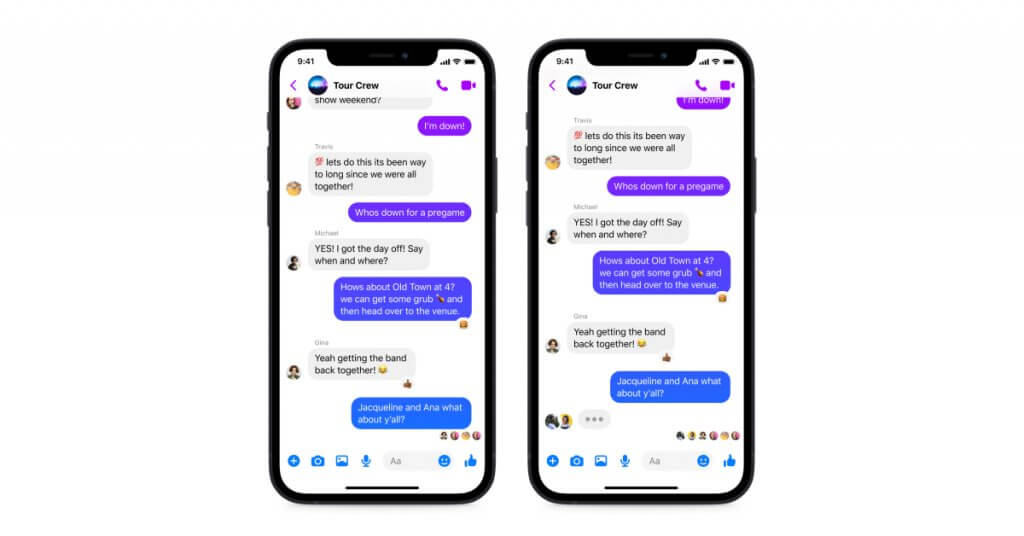 9:41
Tour Crew
show weekend?
I'm down!
Travis
💯 lets do this its been way
to long since we were all
together!
Whos down for a pregame
Michael
YES! I got the day off! Say
when and where?
Hows about Old Town at 4?
we can get some grub 🍗 and
then head over to the venue.
Gina
Yeah getting the band
back together! 😂
Jacqueline and Ana what
about y'all?
Aa
9:41
Tour Crew
I'm down!
Travis
💯 lets do this its been way
to long since we were all
together!
Whos down for a pregame
Michael
YES! I got the day off! Say
when and where?
Hows about Old Town at 4?
we can get some grub 🍗 and
then head over to the venue.
Gina
Yeah getting the band
back together! 😂
Jacqueline and Ana what
about y'all?
Aa